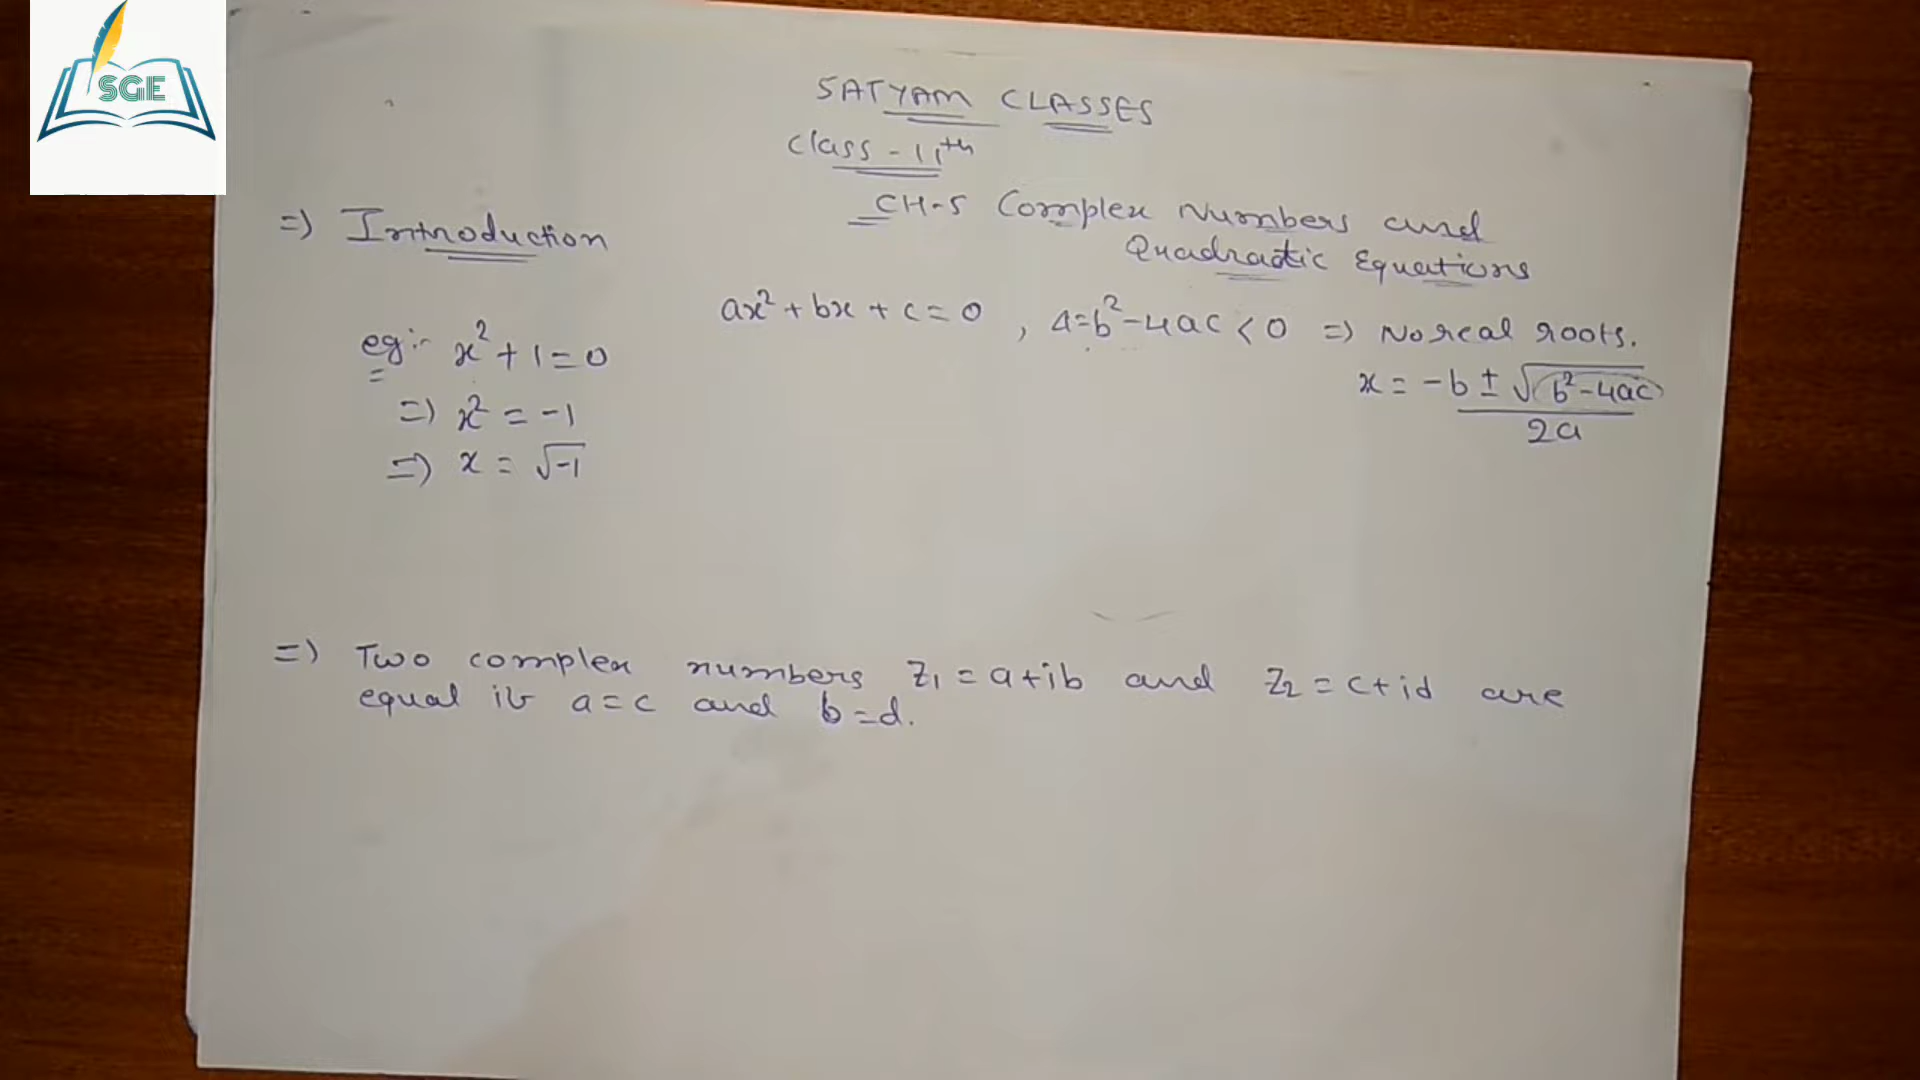 SGE
SATYAM CLASSES
Class - 11th
CH-5 Complex Numbers and
Quadratic Equations
=) Introduction
ax² + bx + c = 0 , Δ=b²-4ac < 0 =) No real roots.
x = -b ± √b²-4ac
2a
eg:- x² + 1 = 0
=) x² = -1
=) x = √-1
=) Two complex numbers Z₁ = a+ib and Z₂ = c+id are
equal if a=c and b=d.